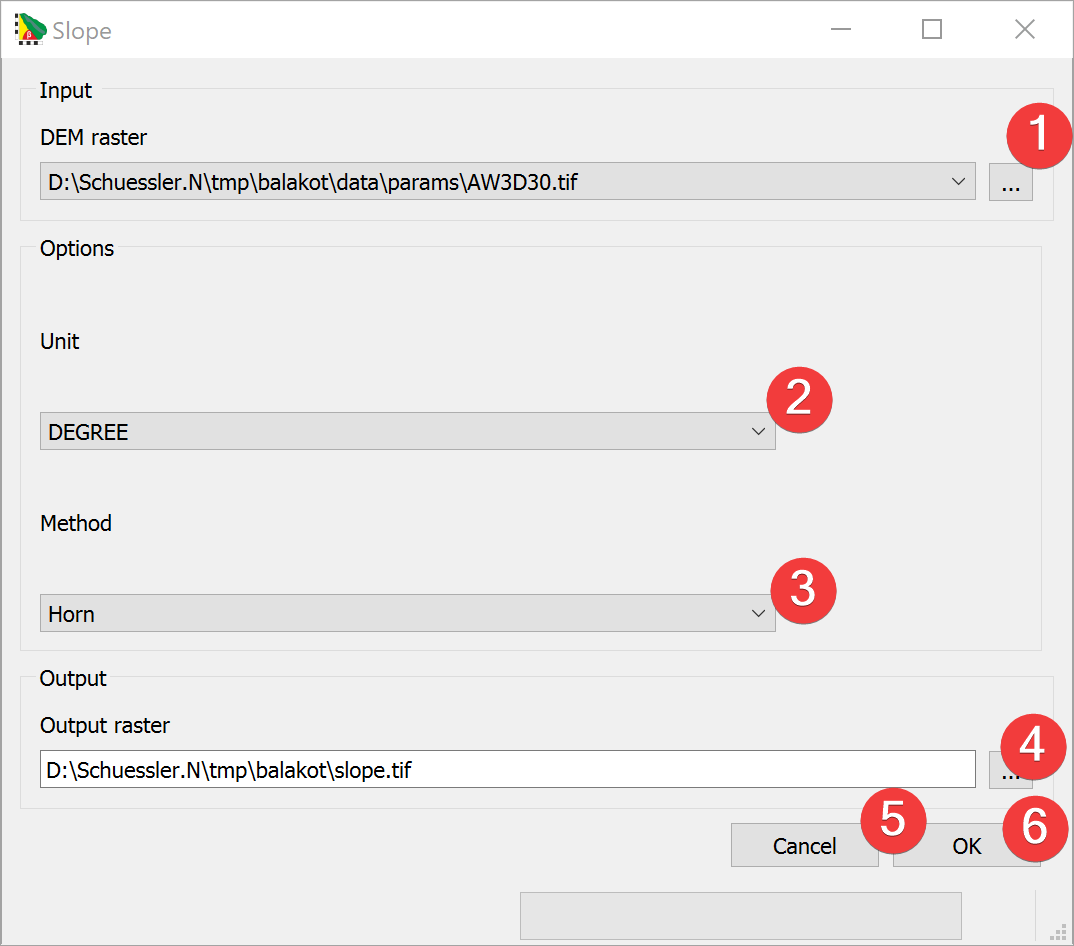 Slope
Input
DEM raster
1
D:\Schuessler.N\tmp\balakot\data\params\AW3D30.tif
...
Options
Unit
2
DEGREE
Method
3
Horn
Output
Output raster
4
D:\Schuessler.N\tmp\balakot\slope.tif
...
5
6
Cancel
OK